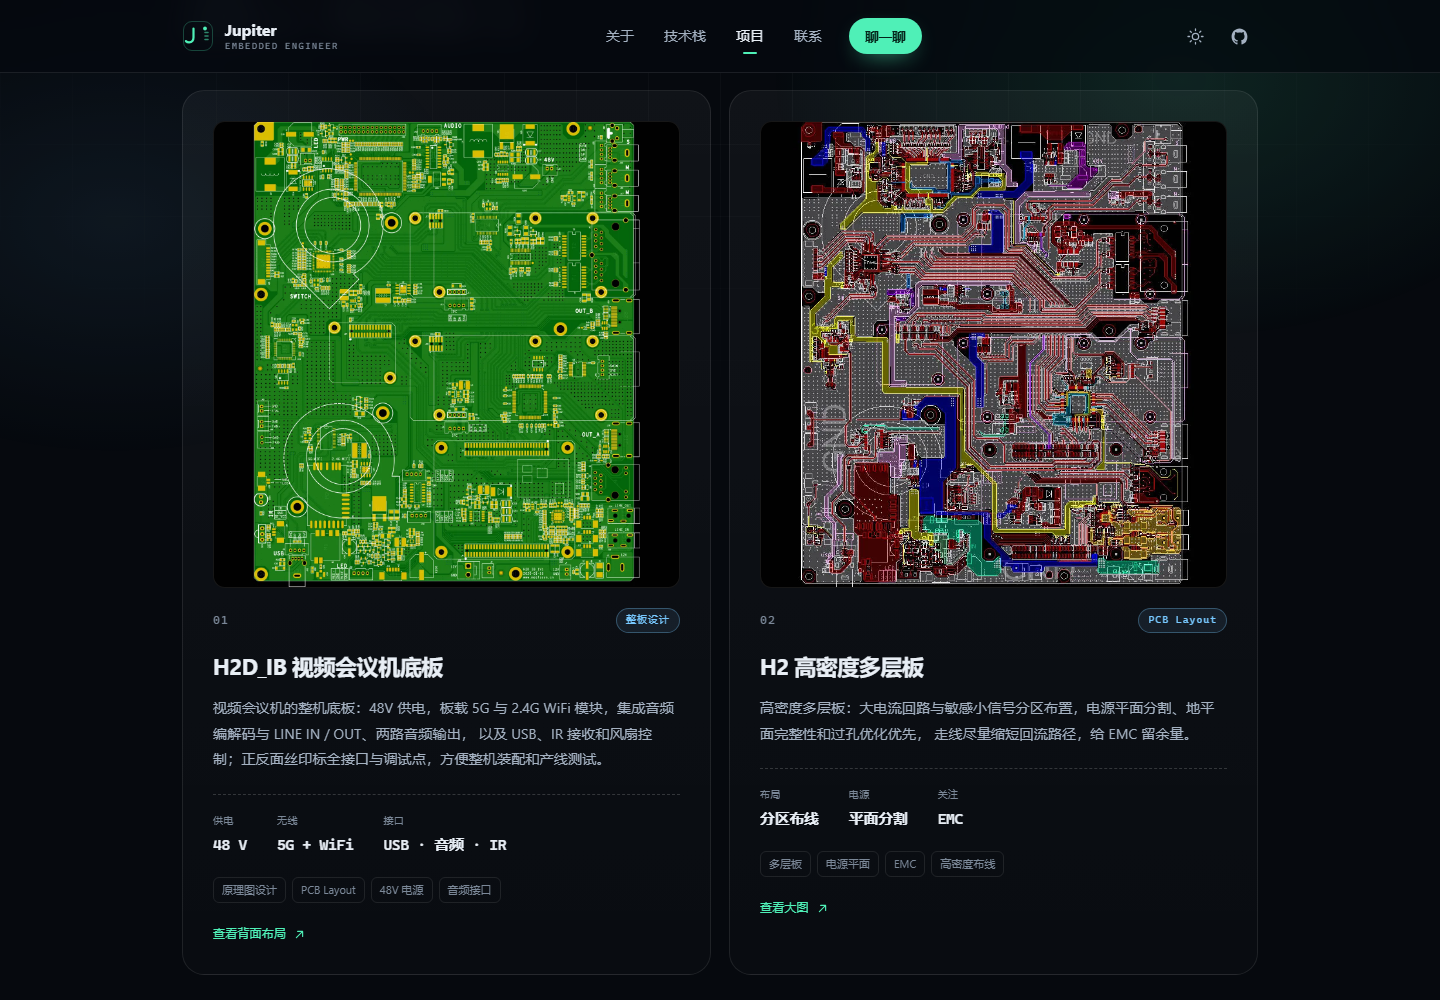 Jupiter
EMBEDDED ENGINEER
关于
技术栈
项目
联系
聊一聊
AUDIO
PWR
LED
48V
SWITCH
OUT_B
OUT_A
USB
LED
GND
01
整板设计
H2D_IB 视频会议机底板
视频会议机的整机底板：48V 供电，板载 5G 与 2.4G WiFi 模块，集成音频
编解码与 LINE IN / OUT、两路音频输出， 以及 USB、IR 接收和风扇控
制；正反面丝印标全接口与调试点，方便整机装配和产线测试。
供电
无线
接口
48 V
5G + WiFi
USB · 音频 · IR
原理图设计
PCB Layout
48V 电源
音频接口
查看背面布局
02
PCB Layout
H2 高密度多层板
高密度多层板：大电流回路与敏感小信号分区布置，电源平面分割、地平
面完整性和过孔优化优先， 走线尽量缩短回流路径，给 EMC 留余量。
布局
电源
关注
分区布线
平面分割
EMC
多层板
电源平面
EMC
高密度布线
查看大图